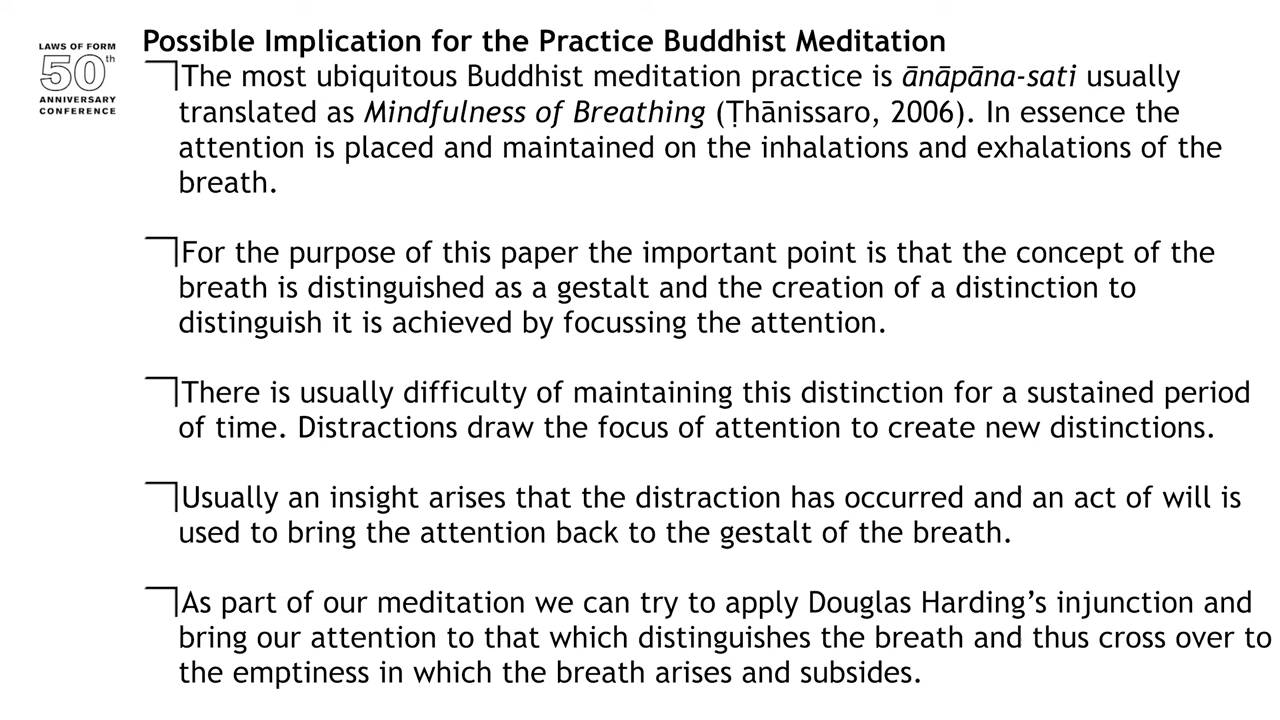 LAWS OF FORM
50th
ANNIVERSARY
CONFERENCE
Possible Implication for the Practice Buddhist Meditation
The most ubiquitous Buddhist meditation practice is ānāpāna-sati usually
translated as Mindfulness of Breathing (Ṭhānissaro, 2006). In essence the
attention is placed and maintained on the inhalations and exhalations of the
breath.
For the purpose of this paper the important point is that the concept of the
breath is distinguished as a gestalt and the creation of a distinction to
distinguish it is achieved by focussing the attention.
There is usually difficulty of maintaining this distinction for a sustained period
of time. Distractions draw the focus of attention to create new distinctions.
Usually an insight arises that the distraction has occurred and an act of will is
used to bring the attention back to the gestalt of the breath.
As part of our meditation we can try to apply Douglas Harding’s injunction and
bring our attention to that which distinguishes the breath and thus cross over to
the emptiness in which the breath arises and subsides.